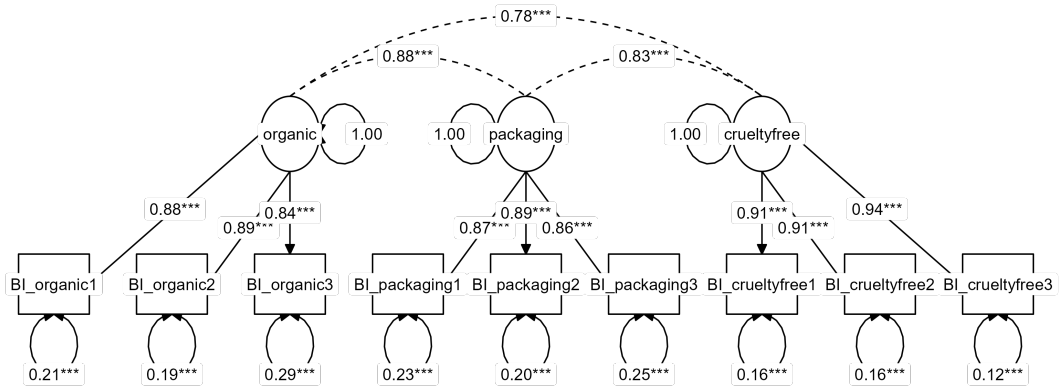 0.78***
0.88***
0.83***
organic
1.00
1.00
packaging
1.00
crueltyfree
0.88***
0.89***
0.84***
0.87***
0.89***
0.86***
0.91***
0.91***
0.94***
BI_organic1
BI_organic2
BI_organic3
BI_packaging1
BI_packaging2
BI_packaging3
BI_crueltyfree1
BI_crueltyfree2
BI_crueltyfree3
0.21***
0.19***
0.29***
0.23***
0.20***
0.25***
0.16***
0.16***
0.12***